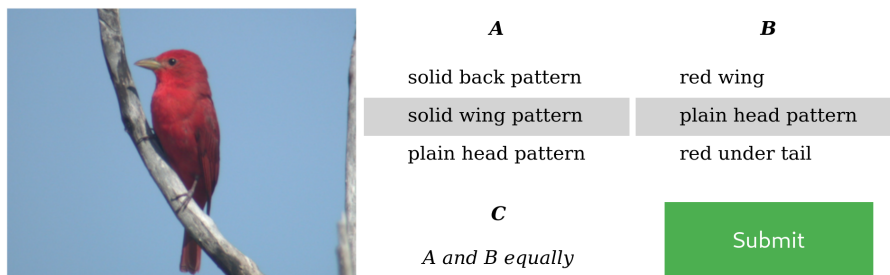 A
solid back pattern
solid wing pattern
plain head pattern
B
red wing
plain head pattern
red under tail
C
A and B equally
Submit